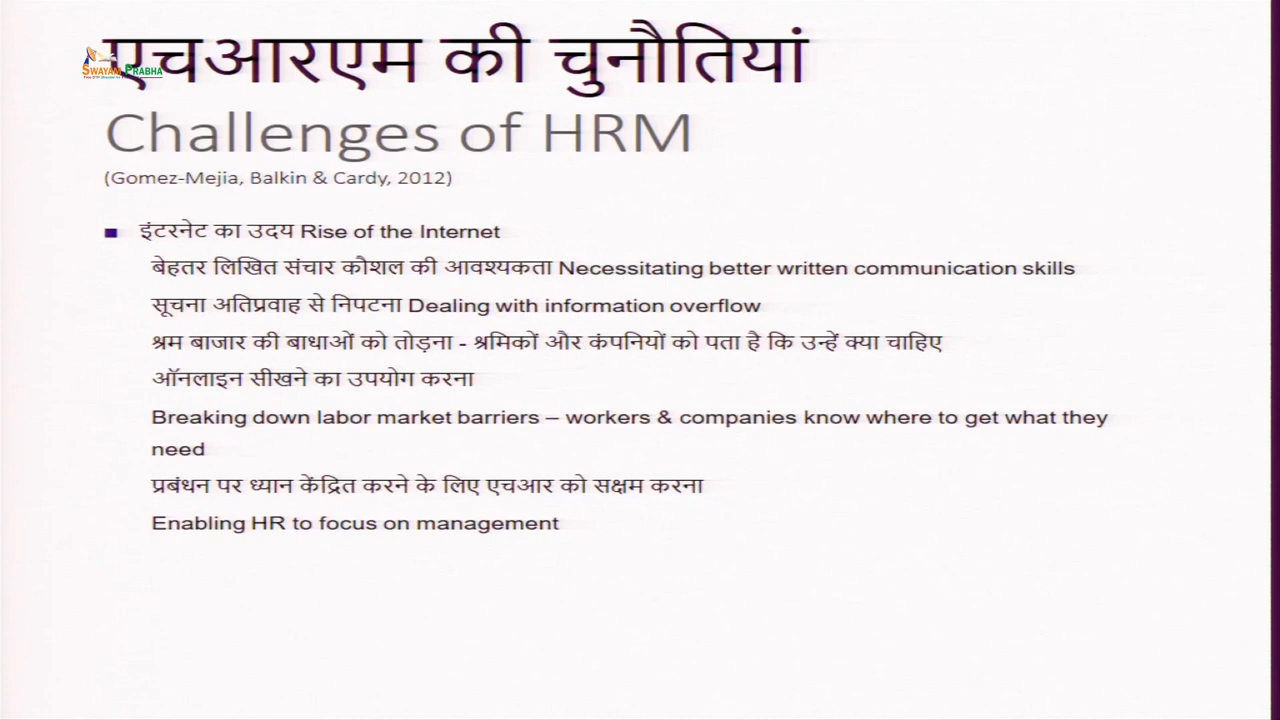 एचआरएम की चुनौतियां
SWAYAM PRABHA
Challenges of HRM
(Gomez-Mejia, Balkin & Cardy, 2012)
इंटरनेट का उदय Rise of the Internet
बेहतर लिखित संचार कौशल की आवश्यकता Necessitating better written communication skills
सूचना अतिप्रवाह से निपटना Dealing with information overflow
श्रम बाजार की बाधाओं को तोड़ना - श्रमिकों और कंपनियों को पता है कि उन्हें क्या चाहिए
ऑनलाइन सीखने का उपयोग करना
Breaking down labor market barriers – workers & companies know where to get what they
need
प्रबंधन पर ध्यान केंद्रित करने के लिए एचआर को सक्षम करना
Enabling HR to focus on management